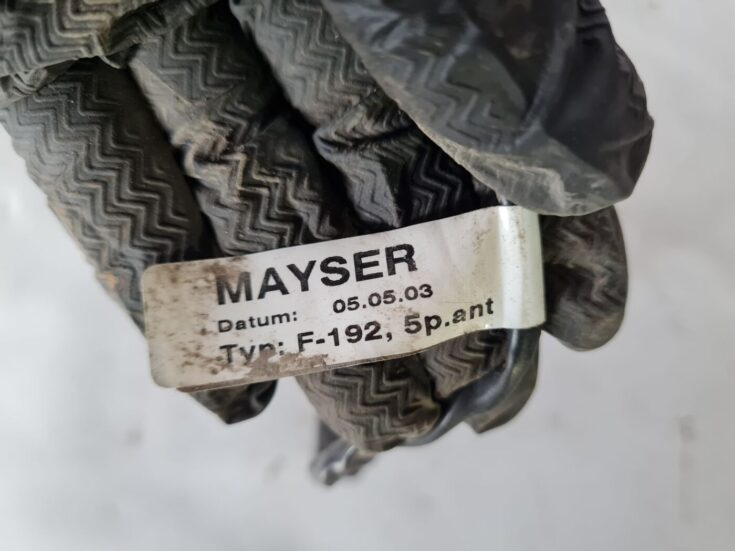 MAYSER
Datum: 05.05.03
Typ: F-192, 5p.ant